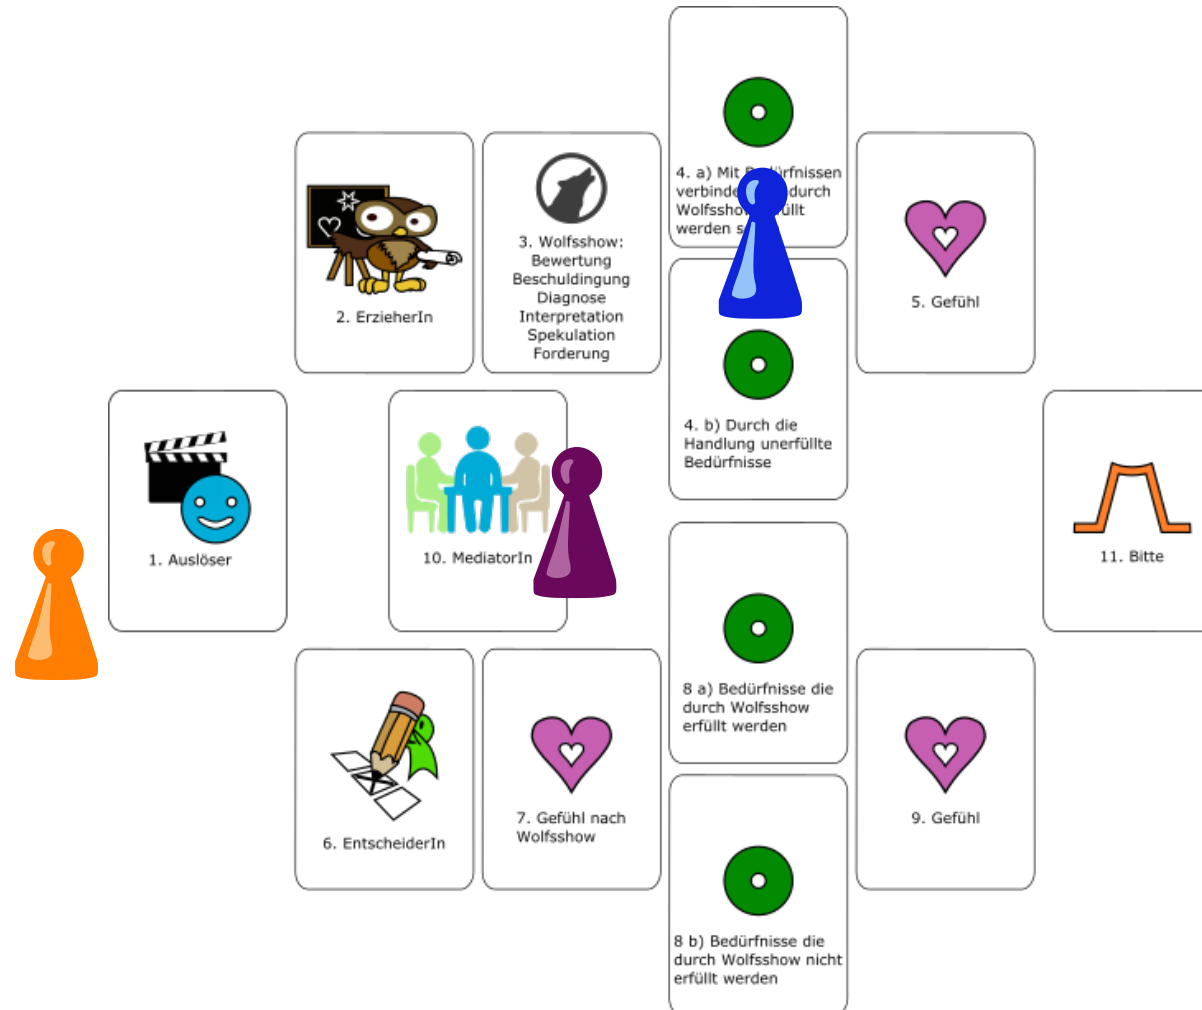 1. Auslöser
2. ErzieherIn
3. Wolfsshow:
Bewertung
Beschuldingung
Diagnose
Interpretation
Spekulation
Forderung
4. a) Mit
verbinde durch
werden
4. b) Durch die
Handlung unerfüllte
Bedürfnisse
5. Gefühl
6. EntscheiderIn
7. Gefühl nach
Wolfsshow
8 a) Bedürfnisse die
durch Wolfsshow
erfüllt werden
8 b) Bedürfnisse die
durch Wolfsshow nicht
erfüllt werden
9. Gefühl
10. MediatorIn
11. Bitte